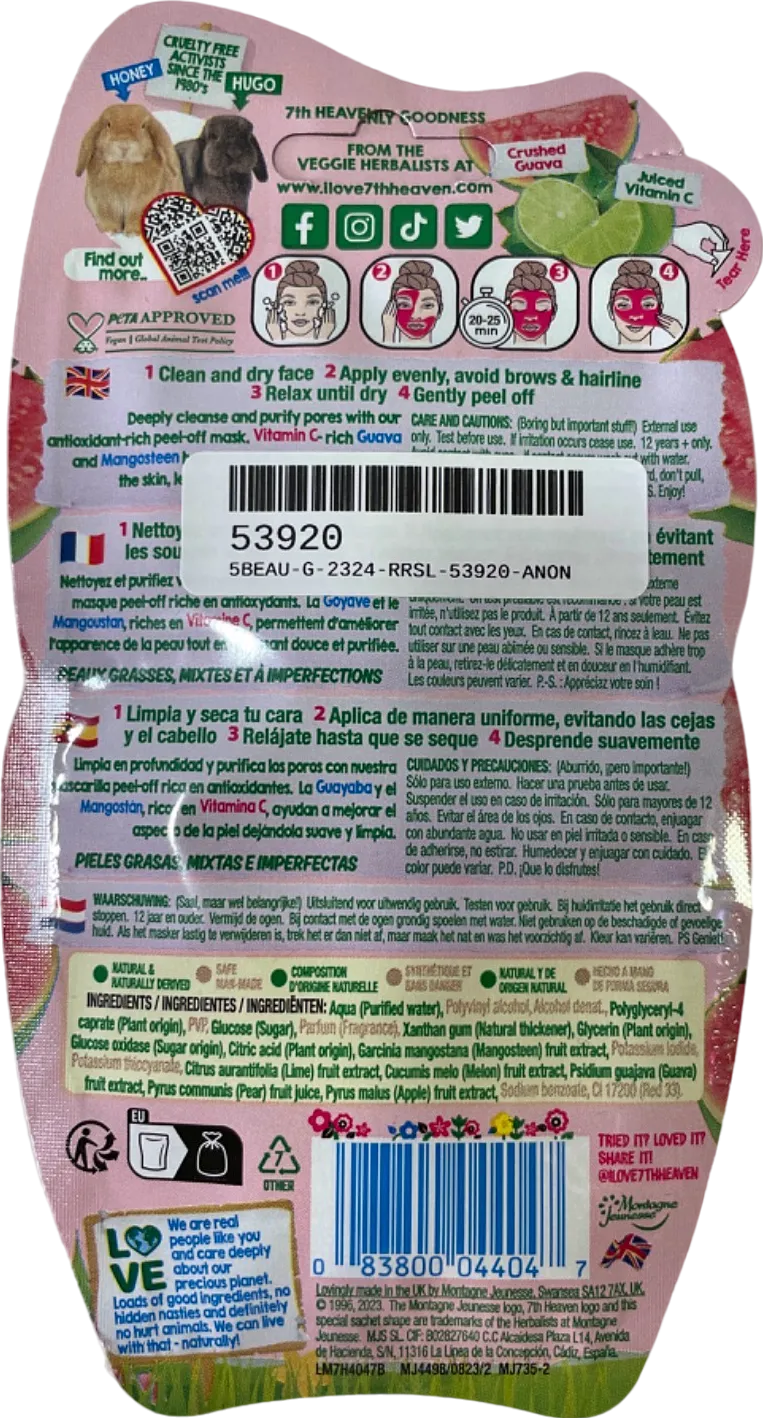 CRUELTY FREE
ACTIVISTS
SINCE THE
1980's
HONEY
HUGO
7th HEAVENLY GOODNESS
FROM THE
VEGGIE HERBALISTS AT
www.ilove7thheaven.com
Crushed
Guava
Juiced
Vitamin C
Tear Here
Find out
more..
scan me!!!
1
2
3
4
20-25
min
PETA APPROVED
Vegan | Global Animal Test Policy
1 Clean and dry face 2 Apply evenly, avoid brows & hairline
3 Relax until dry 4 Gently peel off
Deeply cleanse and purify pores with our
antioxidant-rich peel-off mask. Vitamin C-rich Guava
and Mangosteen
the skin,
CARE AND CAUTIONS: (Boring but important stuff!) External use
only. Test before use. If irritation occurs cease use. 12 years + only.
with water.
don't pull,
Enjoy!
53920
5BEAU-G-2324-RRSL-53920-ANON
1
les
évitant
Nettoyez et purifiez
masque peel-off riche en antioxydants. La Goyave et le
Mangoustan, riches en Vitamine C, permettent d'améliorer
l'apparence de la peau tout en douce et purifiée.
PEAUX GRASSES, MIXTES ET À IMPERFECTIONS
votre peau est
irritée, n'utilisez pas le produit. À partir de 12 ans seulement. Évitez
tout contact avec les yeux. En cas de contact, rincez à l'eau. Ne pas
utiliser sur une peau abimée ou sensible. Si le masque adhère trop
à la peau, retirez-le délicatement et en douceur en l'humidifiant.
Les couleurs peuvent varier. P.-S. : Appréciaz votre soin !
1 Limpia y seca tu cara 2 Aplica de manera uniforme, evitando las cejas
y el cabello 3 Relájate hasta que se seque 4 Desprende suavemente
Limpia en profundidad y purifica los poros con nuestra
mascarilla peel-off rica en antioxidantes. La Guayaba y el
Mangostán, rico en Vitamina C, ayudan a mejorar el
aspecto de la piel dejándola suave y limpia.
PIELES GRASAS, MIXTAS E IMPERFECTAS
CUIDADOS Y PRECAUCIONES: (Aburrido, ¡pero importante!)
Sólo para uso externo. Hacer una prueba antes de usar.
Suspender el uso en caso de irritación. Sólo para mayores de 12
años. Evitar el área de los ojos. En caso de contacto, enjuagar
con abundante agua. No usar en piel irritada o sensible. En caso
de adherirse, no estirar. Humedecer y enjuagar con cuidado. El
color puede variar. P.D. ¡Que lo disfrutes!
WAARSCHUWING: (Saai, maar wel belangrijke!) Uitsluitend voor uitwendig gebruik. Testen voor gebruik. Bij huidirritatie het gebruik direct
stoppen. 12 jaar en ouder. Vermijd de ogen. Bij contact met de ogen grondig spoelen met water. Niet gebruiken op de beschadigde of gevoelige
huid. Als het masker lastig te verwijderen is, trek het er dan niet af, maar maak het nat en was het voorzichtig af. Kleur kan variëren. PS Geniet!
NATURAL &
NATURALLY DERIVED
SAFE
MAN-MADE
COMPOSITION
D'ORIGINE NATURELLE
SYNTHÉTIQUE ET
SANS DANGER
NATURAL Y DE
ORIGEN NATURAL
HECHO A MANO
DE FORMA SEGURA
INGREDIENTS / INGREDIENTES / INGREDIËNTEN: Aqua (Purified water), Polyvinyl alcohol, Alcohol denat., Polyglyceryl-4
caprate (Plant origin), PVP, Glucose (Sugar), Parfum (Fragrance), Xanthan gum (Natural thickener), Glycerin (Plant origin),
Glucose oxidase (Sugar origin), Citric acid (Plant origin), Garcinia mangostana (Mangosteen) fruit extract, Potassium iodide,
Potassium thiocyanate, Citrus aurantifolia (Lime) fruit extract, Cucumis melo (Melon) fruit extract, Psidium guajava (Guava)
fruit extract, Pyrus communis (Pear) fruit juice, Pyrus malus (Apple) fruit extract, Sodium benzoate, CI 17200 (Red 33).
EU
7
OTHER
TRIED IT? LOVED IT?
SHARE IT!
@ILOVE7THHEAVEN
Montagne
Jeunesse
LOVE
We are real
people like you
and care deeply
about our
precious planet.
Loads of good ingredients, no
hidden nasties and definitely
no hurt animals. We can live
with that - naturally!
0 83800 04404 7
Lovingly made in the UK by Montagne Jeunesse, Swansea SA12 7AX, UK.
© 1996, 2023. The Montagne Jeunesse logo, 7th Heaven logo and this
special sachet shape are trademarks of the Herbalists at Montagne
Jeunesse. MJS SL. CIF: B02827640 C.C Alcaidesa Plaza L14, Avenida
de Hacienda, S/N, 11316 La Linea de la Concepción, Cádiz, España.
LM7H4047B MJ4498/0823/2 MJ735-2